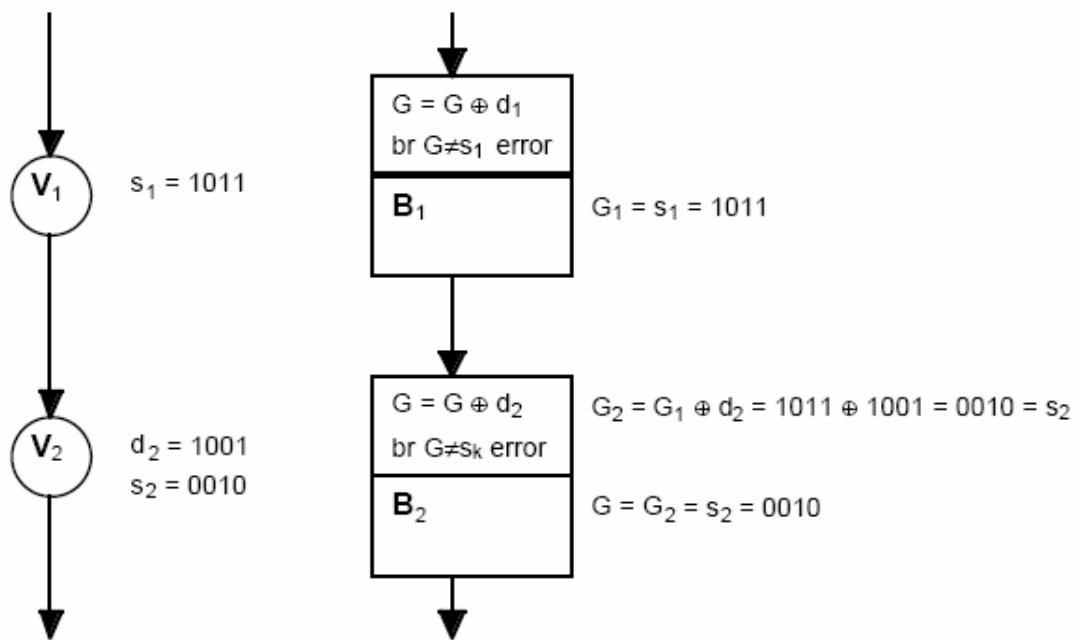 V₁
s₁ = 1011
V₂
d₂ = 1001
s₂ = 0010
G = G ⊕ d₁
br G≠s₁ error
B₁
G₁ = s₁ = 1011
G = G ⊕ d₂
br G≠sₖ error
G₂ = G₁ ⊕ d₂ = 1011 ⊕ 1001 = 0010 = s₂
B₂
G = G₂ = s₂ = 0010